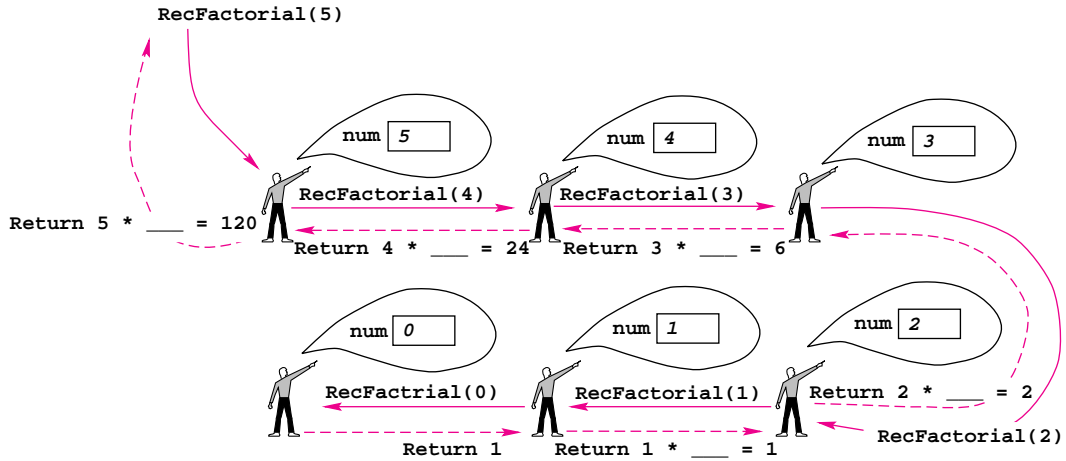 RecFactorial(5)
num 5
num 4
num 3
RecFactorial(4)
RecFactorial(3)
Return 5 * ___ = 120
Return 4 * ___ = 24
Return 3 * ___ = 6
num 0
num 1
num 2
RecFactrial(0)
RecFactorial(1)
Return 2 * ___ = 2
Return 1
Return 1 * ___ = 1
RecFactorial(2)